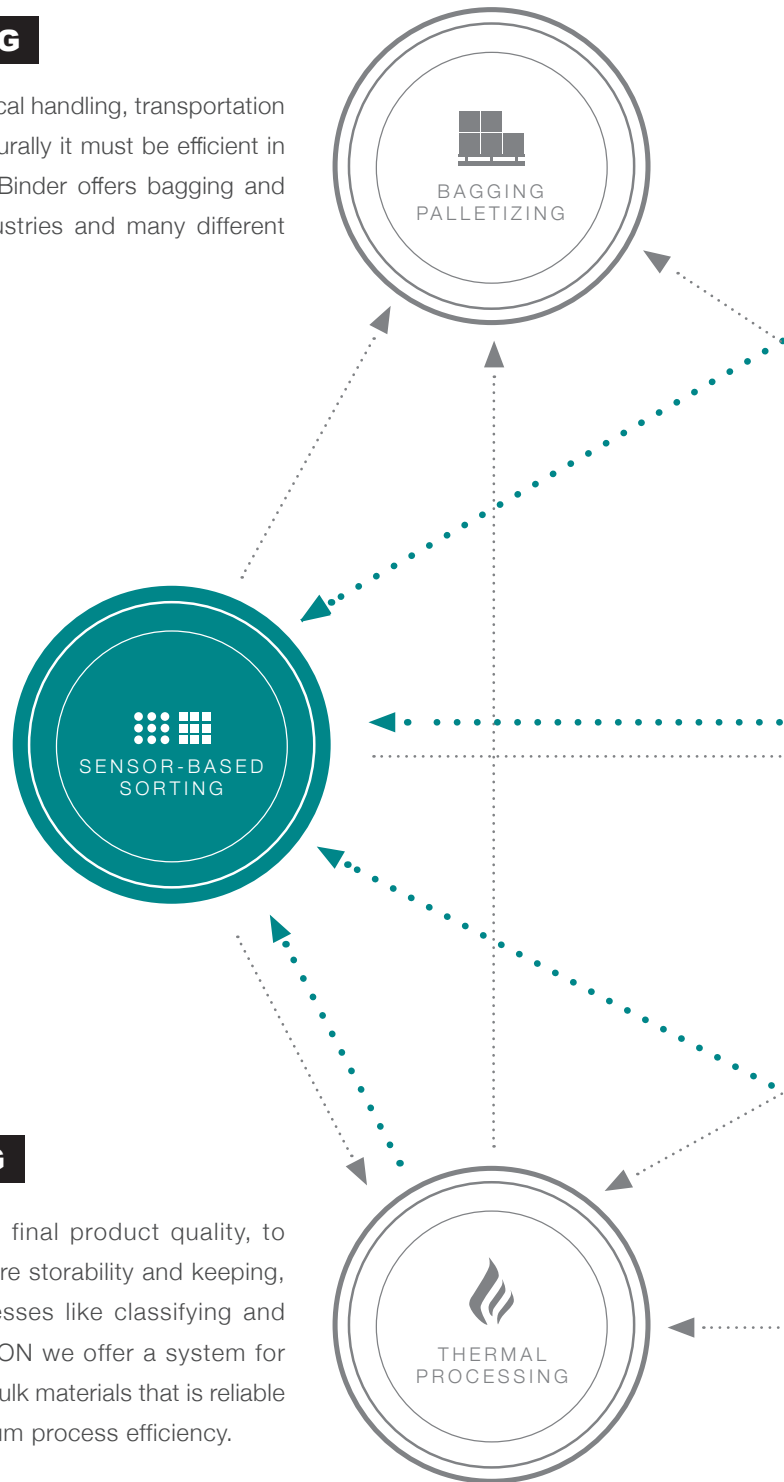 G
cal handling, transportation
urally it must be efficient in
Binder offers bagging and
ustries and many different
BAGGING
PALLETIZING
SENSOR-BASED
SORTING
G
final product quality, to
re storability and keeping,
esses like classifying and
ON we offer a system for
ulk materials that is reliable
um process efficiency.
THERMAL
PROCESSING